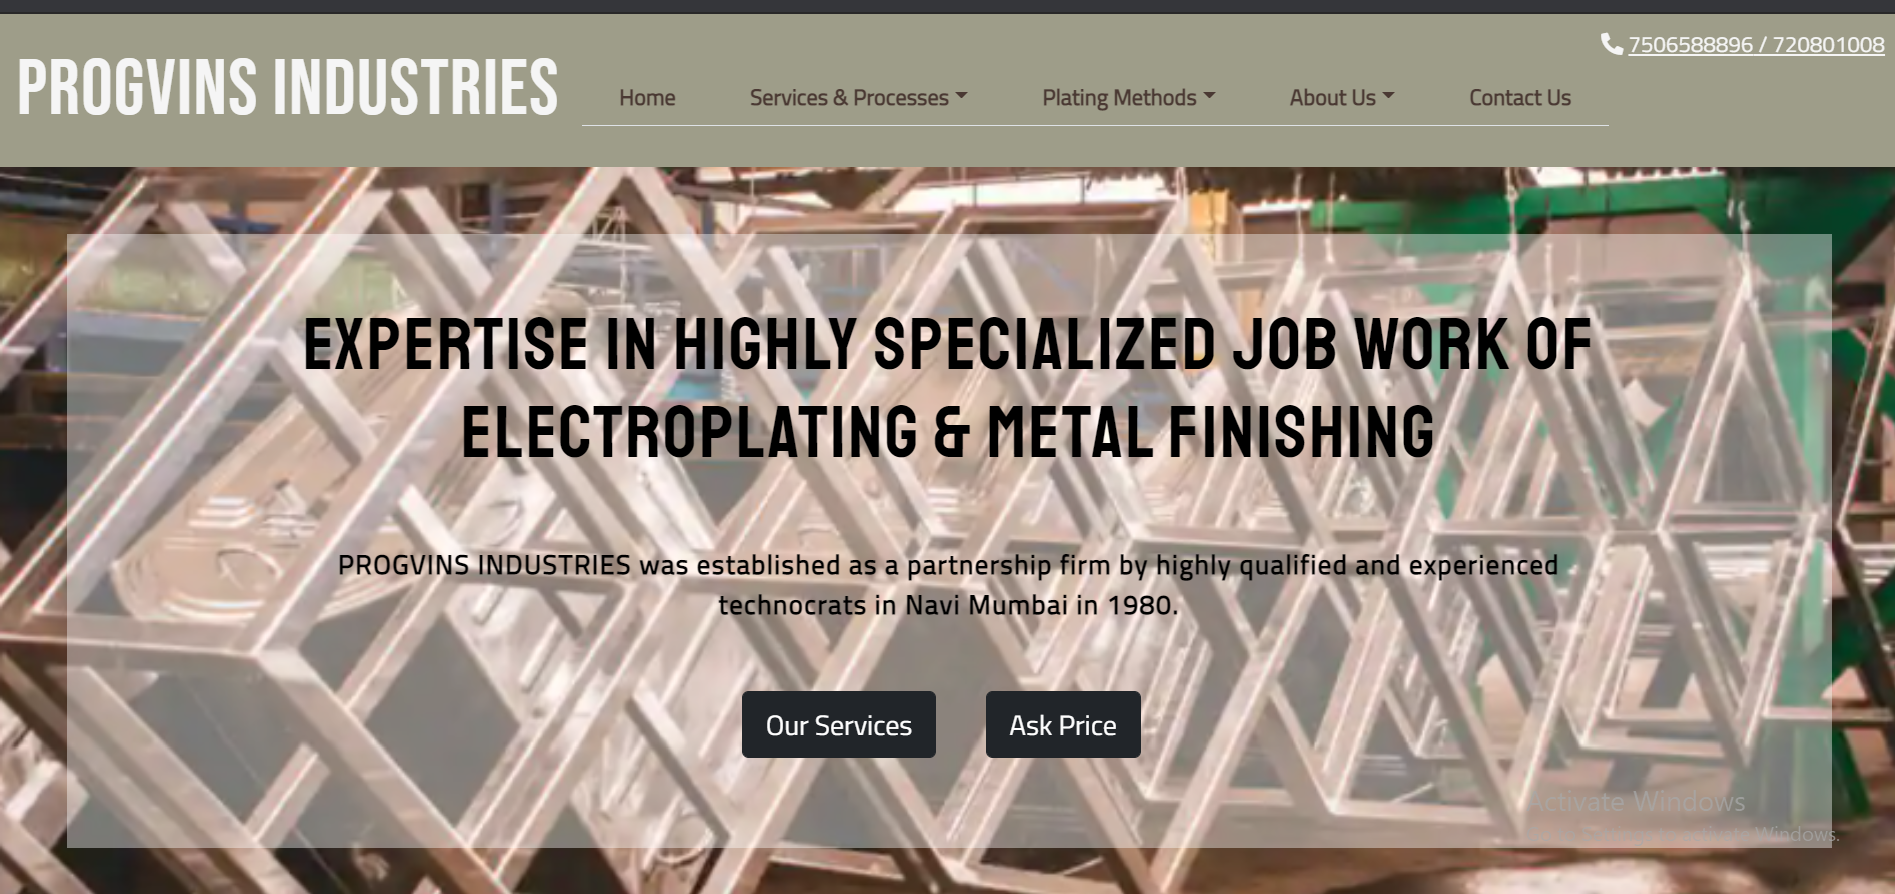 PROGVINS INDUSTRIES
7506588896 / 720801008
Home Services & Processes Plating Methods About Us Contact Us
EXPERTISE IN HIGHLY SPECIALIZED JOB WORK OF
ELECTROPLATING & METAL FINISHING
PROGVINS INDUSTRIES was established as a partnership firm by highly qualified and experienced
technocrats in Navi Mumbai in 1980.
Our Services Ask Price
Activate Windows
Windows.